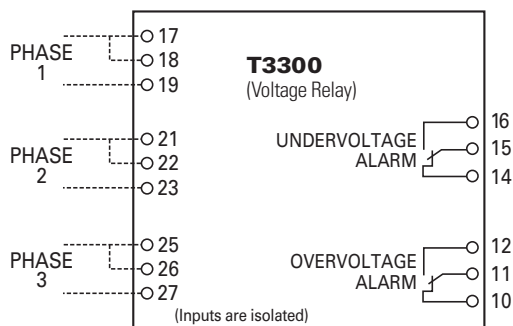 PHASE
1
17
18
19
T3300
(Voltage Relay)
PHASE
2
21
22
23
UNDERVOLTAGE
ALARM
16
15
14
PHASE
3
25
26
27
OVERVOLTAGE
ALARM
12
11
10
(Inputs are isolated)